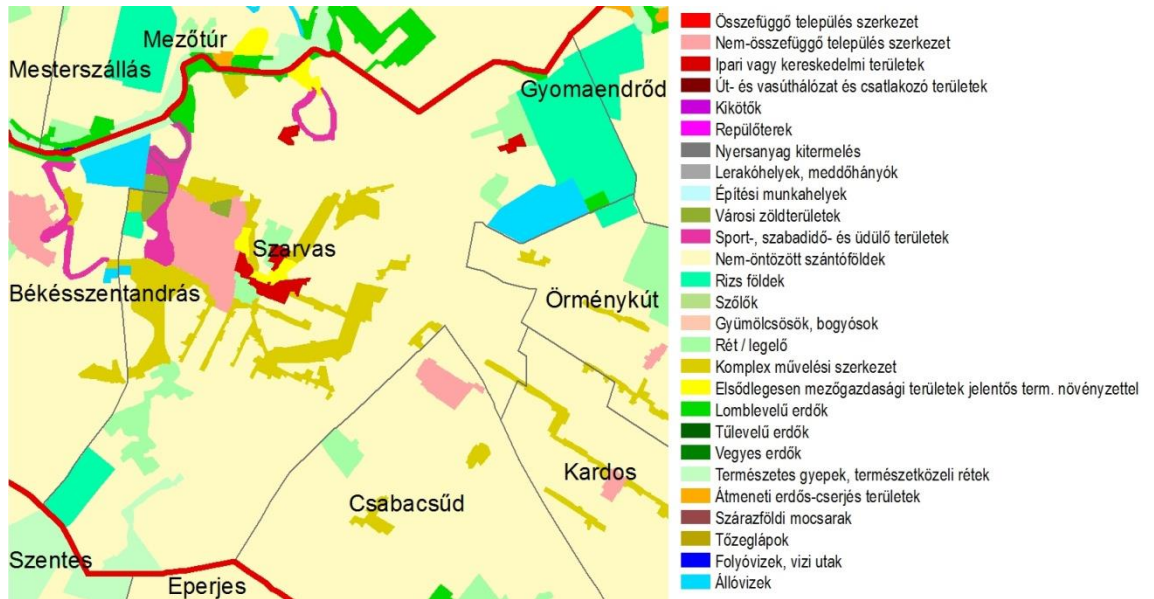 Mezőtúr
Mesterszállás
Gyomaendrőd
Szarvas
Békésszentandrás
Örménykút
Kardos
Csabacsűd
Szentes
Eperjes
Összefüggő település szerkezet
Nem-összefüggő település szerkezet
Ipari vagy kereskedelmi területek
Út- és vasúthálózat és csatlakozó területek
Kikötők
Repülőterek
Nyersanyag kitermelés
Lerakóhelyek, meddőhányók
Építési munkahelyek
Városi zöldterületek
Sport-, szabadidő- és üdülő területek
Nem-öntözött szántóföldek
Rizs földek
Szőlők
Gyümölcsösök, bogyósok
Rét / legelő
Komplex művelési szerkezet
Elsődlegesen mezőgazdasági területek jelentős term. növényzettel
Lomblevelű erdők
Tűlevelű erdők
Vegyes erdők
Természetes gyepek, természetközeli rétek
Átmeneti erdős-cserjés területek
Szárazföldi mocsarak
Tőzeglápok
Folyóvizek, vizi utak
Állóvizek